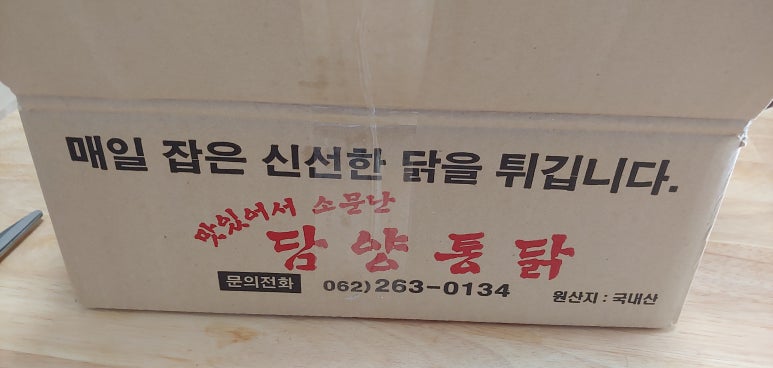 매일 잡은 신선한 닭을 튀깁니다.
맛있어서 소문난
담양통닭
문의전화 062)263-0134
원산지 : 국내산